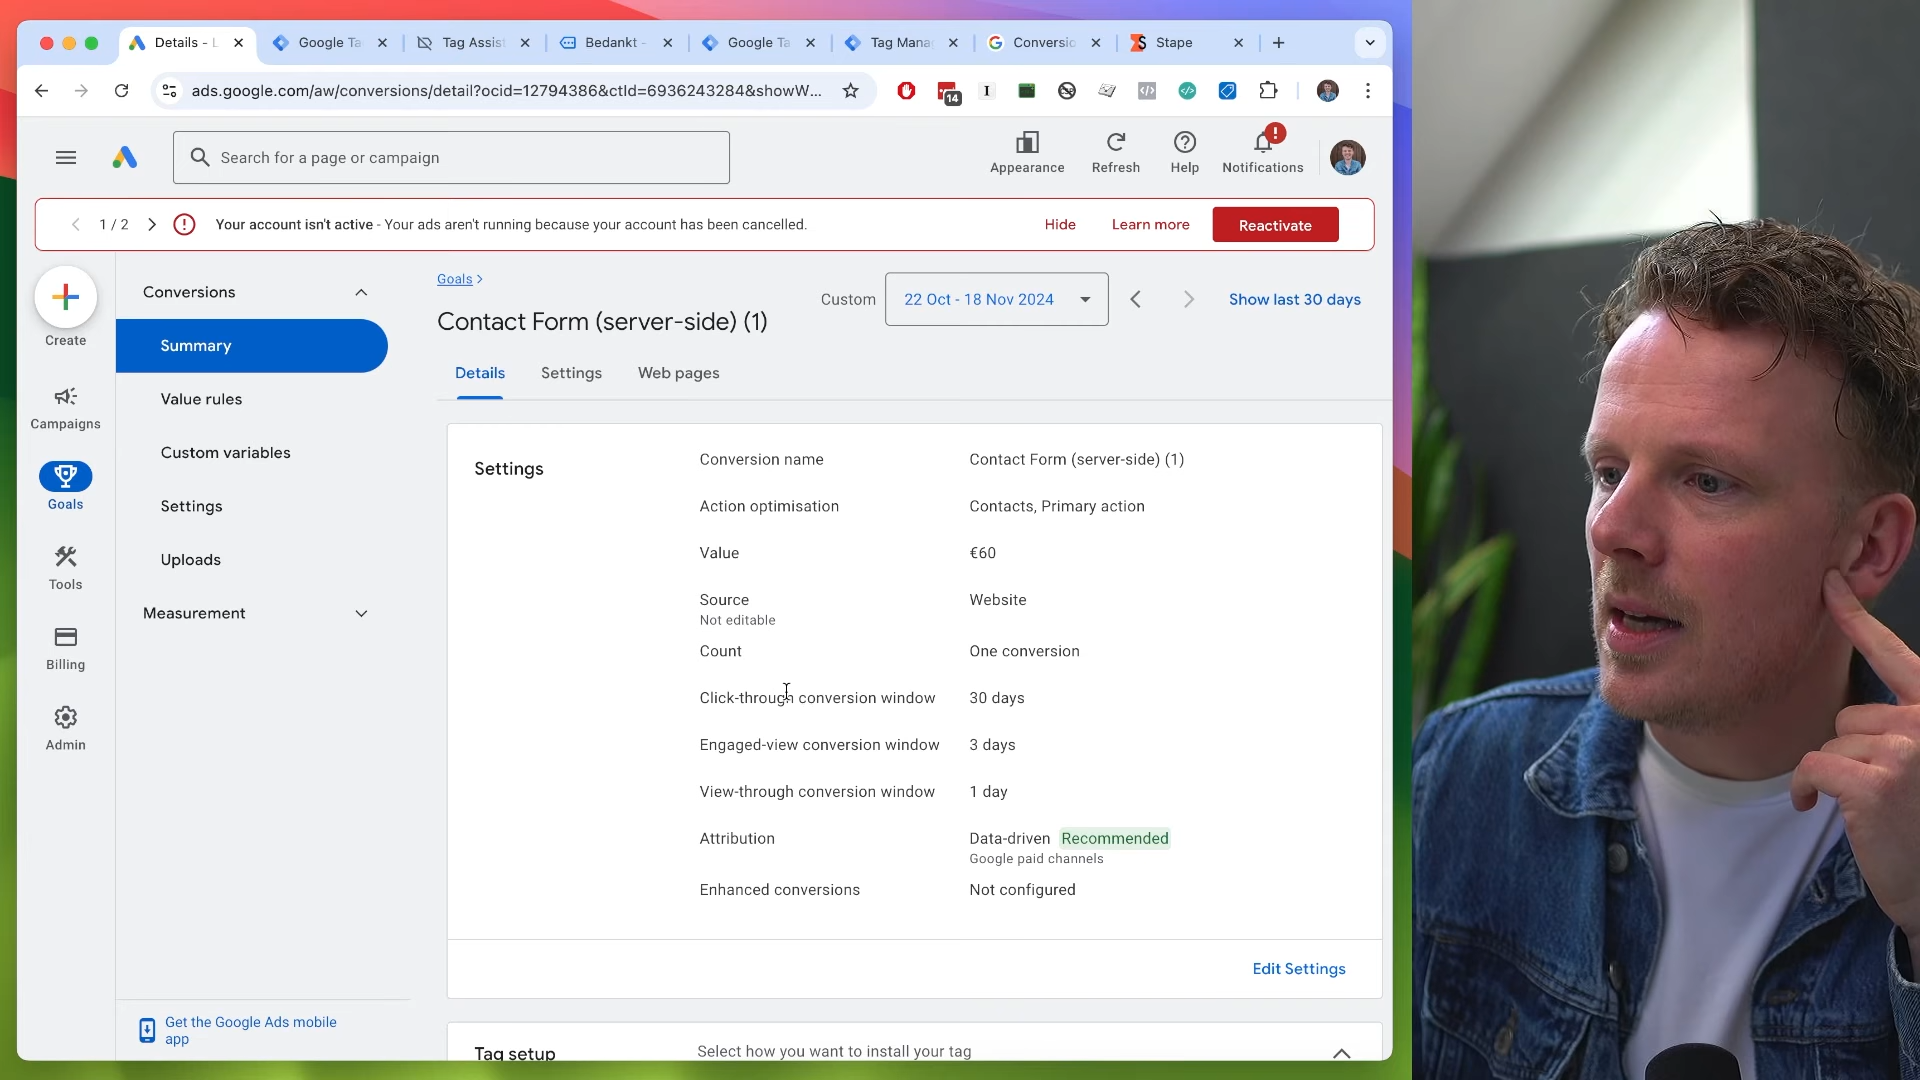 Details - L
Google Ta
Tag Assis
Bedankt -
Google Ta
Tag Mana
Conversio
Stape
ads.google.com/aw/conversions/detail?ocid=12794386&ctId=6936243284&showW...
14
Search for a page or campaign
Appearance
Refresh
Help
Notifications
1 / 2
Your account isn't active - Your ads aren't running because your account has been cancelled.
Hide
Learn more
Reactivate
Create
Campaigns
Goals
Tools
Billing
Admin
Conversions
Summary
Value rules
Custom variables
Settings
Uploads
Measurement
Get the Google Ads mobile
app
Goals >
Contact Form (server-side) (1)
Custom
22 Oct - 18 Nov 2024
Show last 30 days
Details
Settings
Web pages
Settings
Conversion name Contact Form (server-side) (1)
Action optimisation Contacts, Primary action
Value €60
Source Website
Not editable
Count One conversion
Click-through conversion window 30 days
Engaged-view conversion window 3 days
View-through conversion window 1 day
Attribution Data-driven Recommended
Google paid channels
Enhanced conversions Not configured
Edit Settings
Tag setup Select how you want to install your tag